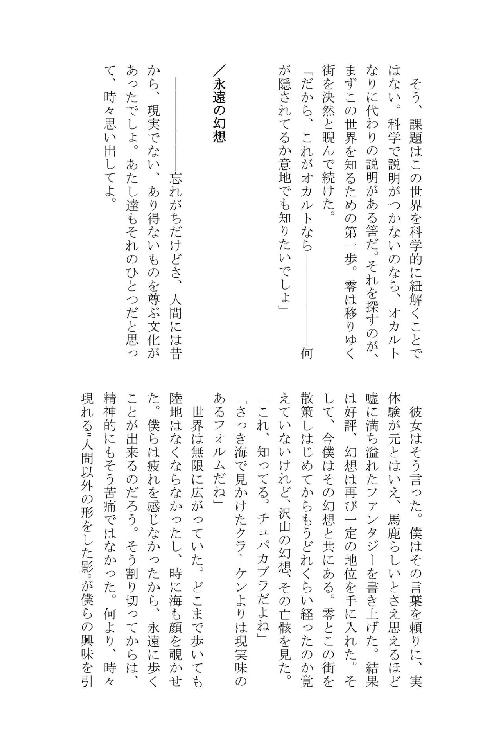 そう、課題はこの世界を科学的に紐解くことで
はない。科学で説明がつかないのなら、オカルト
なりに代わりの説明がある筈だ。それを探すのが、
まずこの世界を知るための第一歩。零は移りゆく
街を決然と睨んで続けた。
「だから、これがオカルトなら――――――何
が隠されてるか意地でも知りたいでしょ」
／永遠の幻想
――――――忘れがちだけどさ、人間には昔
から、現実でない、あり得ないものを尊ぶ文化が
あったでしょ。あたし達もそれのひとつだと思っ
て、時々思い出してよ。
彼女はそう言った。僕はその言葉を頼りに、実
体験が元とはいえ、馬鹿らしいとさえ思えるほど
嘘に満ち溢れたファンタジーを書き上げた。結果
は好評、幻想は再び一定の地位を手に入れた。そ
して、今僕はその幻想と共にある。零とこの街を
散策しはじめてからもうどれくらい経ったのか覚
えていないけれど、沢山の幻想、その亡骸を見た。
「これ、知ってる。チュパカブラだよね」
「さっき海で見かけたクラーケンよりは現実味の
あるフォルムだね」
世界は無限に広がっていた。どこまで歩いても
陸地はなくならなかったし、時に海も顔を覗かせ
た。僕らは疲れを感じなかったから、永遠に歩く
ことが出来るのだろう。そう割り切ってからは、
精神的にもそう苦痛ではなかった。何より、時々
現れる〝人間以外の形をした影〟が僕らの興味を引